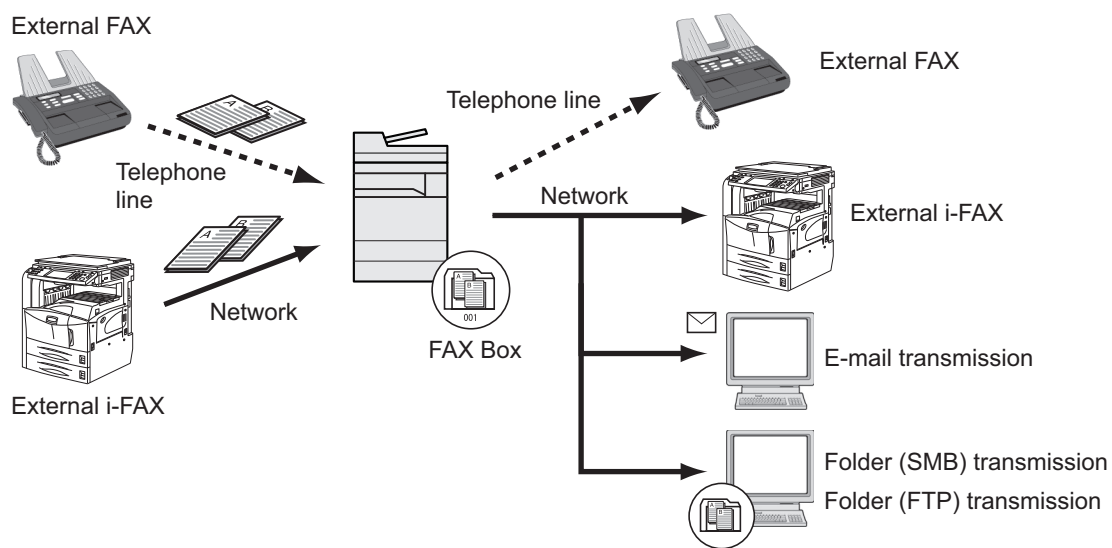 External FAX
External FAX
Telephone line
A
B
Telephone
line
Network
External i-FAX
A
B
Network
A
B
001
FAX Box
External i-FAX
E-mail transmission
Folder (SMB) transmission
Folder (FTP) transmission